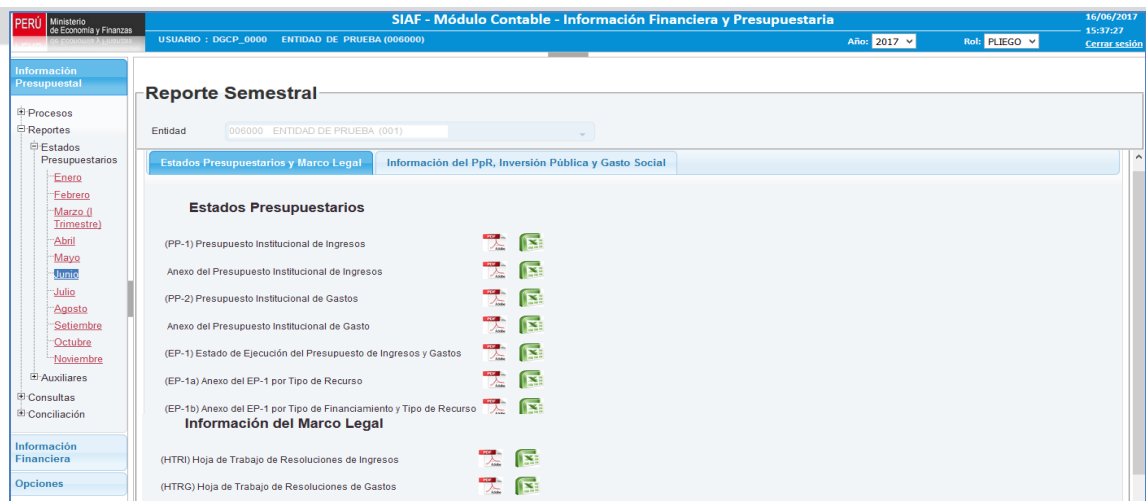 PERÚ Ministerio
de Economía y Finanzas
SIAF - Módulo Contable - Información Financiera y Presupuestaria
16/06/2017
USUARIO : DGCP_0000 ENTIDAD DE PRUEBA (006000)
Año: 2017
Rol: PLIEGO
15:37:27
Cerrar sesión
Información
Presupuestal
Procesos
Reportes
Estados
Presupuestarios
Enero
Febrero
Marzo (I
Trimestre)
Abril
Mayo
Junio
Julio
Agosto
Setiembre
Octubre
Noviembre
Auxiliares
Consultas
Conciliación
Información
Financiera
Opciones
Reporte Semestral
Entidad 006000 ENTIDAD DE PRUEBA (001)
Estados Presupuestarios y Marco Legal
Información del PpR, Inversión Pública y Gasto Social
Estados Presupuestarios
(PP-1) Presupuesto Institucional de Ingresos
Anexo del Presupuesto Institucional de Ingresos
(PP-2) Presupuesto Institucional de Gastos
Anexo del Presupuesto Institucional de Gasto
(EP-1) Estado de Ejecución del Presupuesto de Ingresos y Gastos
(EP-1a) Anexo del EP-1 por Tipo de Recurso
(EP-1b) Anexo del EP-1 por Tipo de Financiamiento y Tipo de Recurso
Información del Marco Legal
(HTRI) Hoja de Trabajo de Resoluciones de Ingresos
(HTRG) Hoja de Trabajo de Resoluciones de Gastos